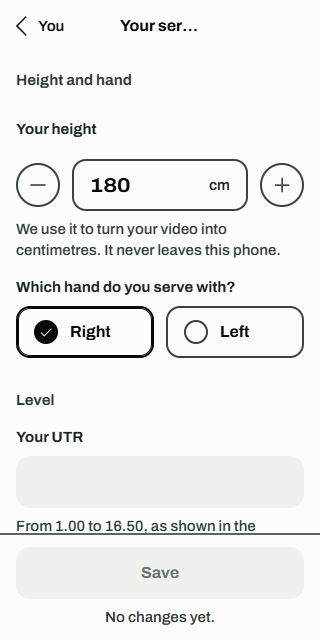 You
Your ser...
Height and hand
Your height
180 cm
We use it to turn your video into
centimetres. It never leaves this phone.
Which hand do you serve with?
Right Left
Level
Your UTR
From 1.00 to 16.50, as shown in the
Save
No changes yet.